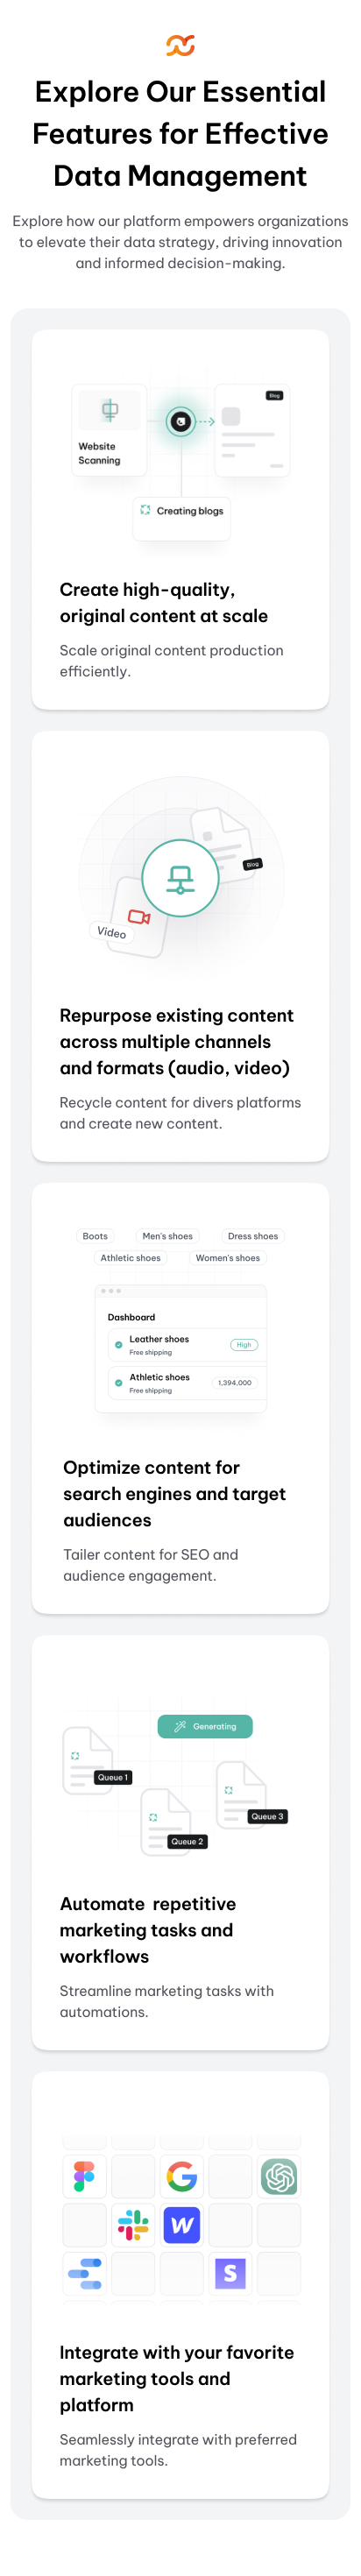 Explore Our Essential
Features for Effective
Data Management
Explore how our platform empowers organizations
to elevate their data strategy, driving innovation
and informed decision-making.
Blog
Website
Scanning
Creating blogs
Create high-quality,
original content at scale
Scale original content production
efficiently.
Blog
Video
Repurpose existing content
across multiple channels
and formats (audio, video)
Recycle content for divers platforms
and create new content.
Boots Men's shoes Dress shoes
Athletic shoes Women's shoes
Dashboard
Leather shoes
Free shipping
High
Athletic shoes
Free shipping
1,394,000
Optimize content for
search engines and target
audiences
Tailer content for SEO and
audience engagement.
Generating
Queue 1
Queue 3
Queue 2
Automate repetitive
marketing tasks and
workflows
Streamline marketing tasks with
automations.
Integrate with your favorite
marketing tools and
platform
Seamlessly integrate with preferred
marketing tools.